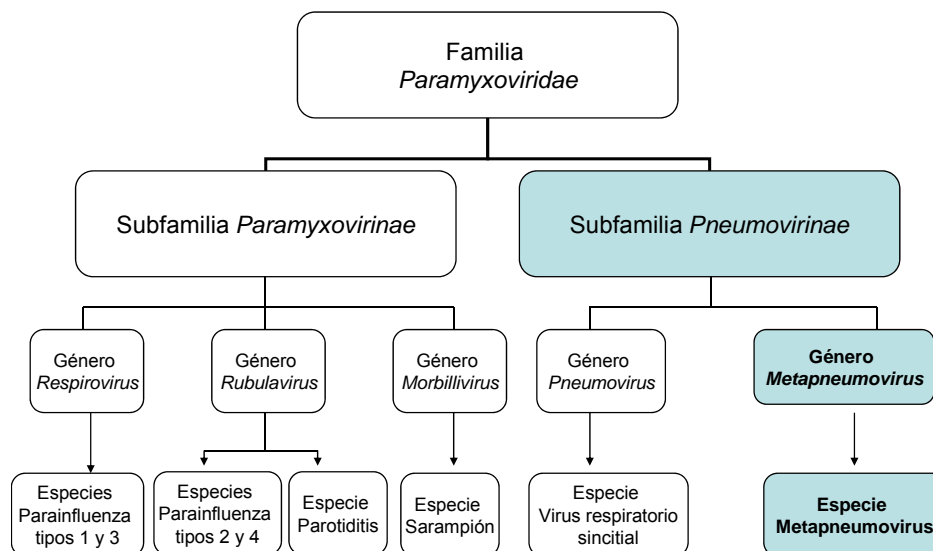 Familia
Paramyxoviridae
Subfamilia Paramyxovirinae
Subfamilia Pneumovirinae
Género
Respirovirus
Género
Rubulavirus
Género
Morbillivirus
Género
Pneumovirus
Género
Metapneumovirus
Especies
Parainfluenza
tipos 1 y 3
Especies
Parainfluenza
tipos 2 y 4
Especie
Parotiditis
Especie
Sarampión
Especie
Virus respiratorio
sincitial
Especie
Metapneumovirus